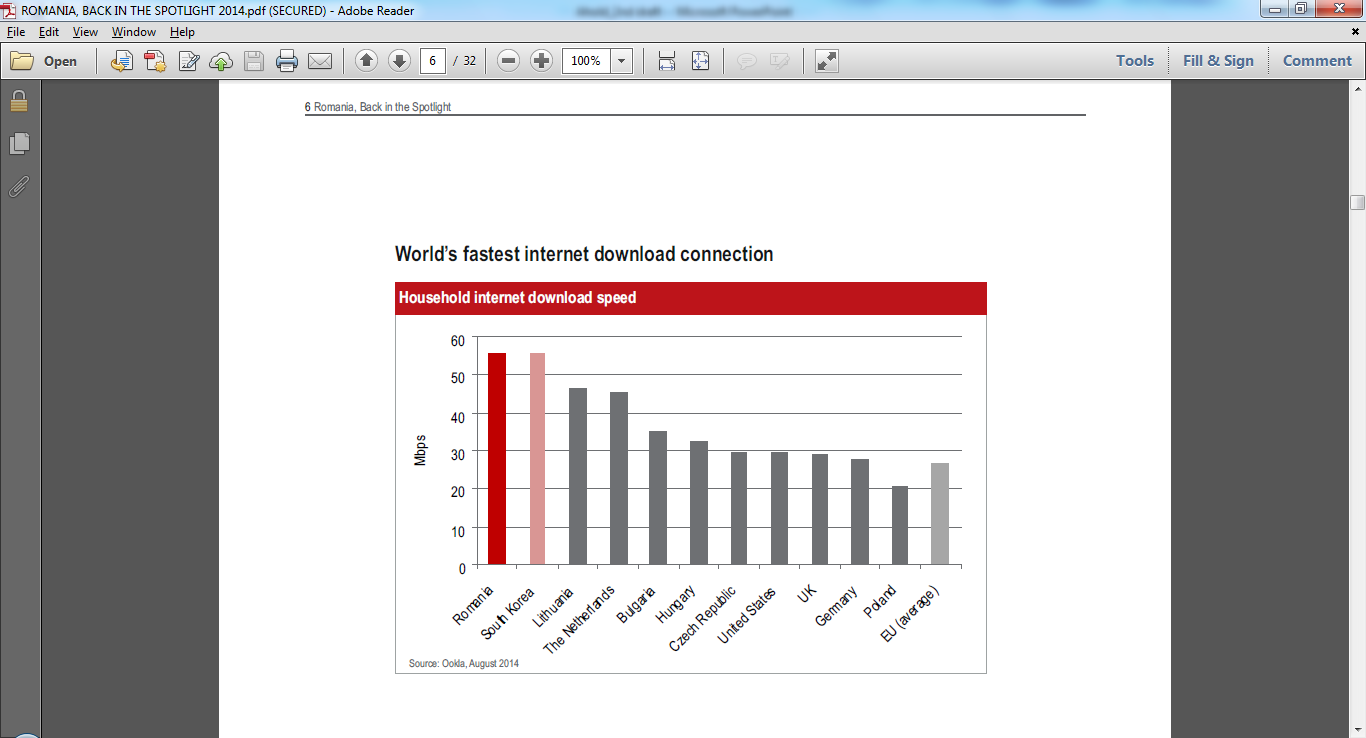 ROMANIA, BACK IN THE SPOTLIGHT 2014.pdf (SECURED) - Adobe Reader
File Edit View Window Help
Open 6 / 32 100% Tools Fill & Sign Comment
6 Romania, Back in the Spotlight
World's fastest internet download connection
Household internet download speed
60
50
40
30
20
10
0
Mbps
Romania
South Korea
Lithuania
The Netherlands
Bulgaria
Hungary
Czech Republic
United States
UK
Germany
Poland
EU (average)
Source: Ookla, August 2014